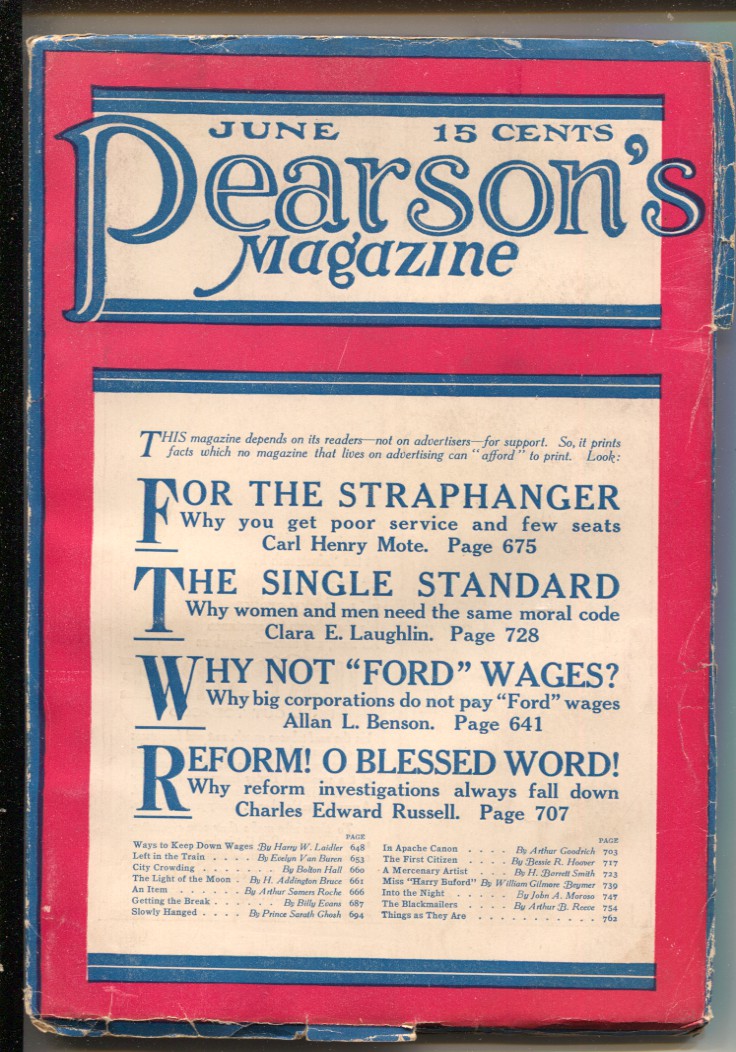 JUNE 15 CENTS
Pearson's
Magazine
THIS magazine depends on its readers—not on advertisers—for support. So, it prints
facts which no magazine that lives on advertising can "afford" to print. Look:
FOR THE STRAPHANGER
Why you get poor service and few seats
Carl Henry Mote. Page 675
THE SINGLE STANDARD
Why women and men need the same moral code
Clara E. Laughlin. Page 728
WHY NOT "FORD" WAGES?
Why big corporations do not pay "Ford" wages
Allan L. Benson. Page 641
REFORM! O BLESSED WORD!
Why reform investigations always fall down
Charles Edward Russell. Page 707
PAGE
Ways to Keep Down Wages By Harry W. Laidler 648
Left in the Train . . . . By Evelyn Van Buren 653
City Crowding . . . . . . . By Bolton Hall 660
The Light of the Moon . By H. Addington Bruce 661
An Item . . . . . . . By Arthur Somers Roche 666
Getting the Break . . . . . . By Billy Evans 687
Slowly Hanged . . . . By Prince Sarath Ghosh 694
PAGE
In Apache Canon . . . . By Arthur Goodrich 703
The First Citizen . . . . By Bessie R. Hoover 717
A Mercenary Artist . . . By H. Barrett Smith 723
Miss "Harry Buford" By William Gilmore Beymer 739
Into the Night . . . . . By John A. Moroso 747
The Blackmailers . . . . By Arthur B. Reeve 754
Things as They Are . . . . . . . . . . . 762